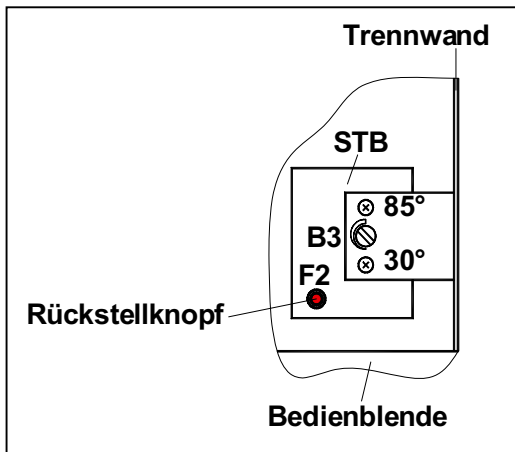 Trennwand
STB
85°
B3
30°
F2
Rückstellknopf
Bedienblende